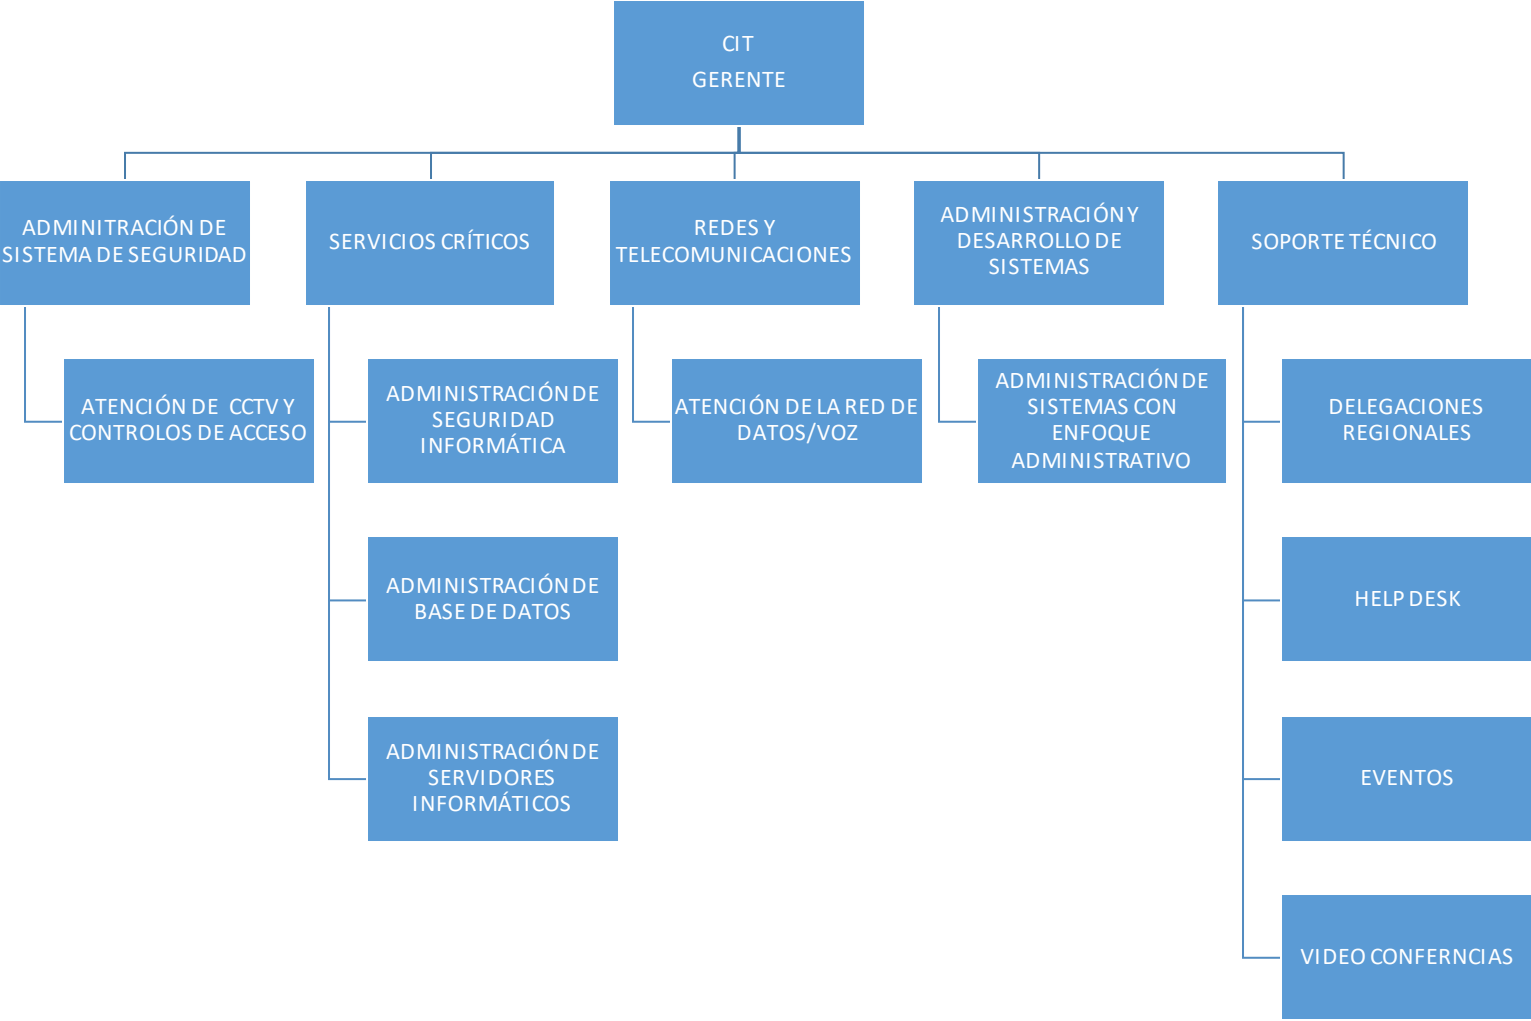 CIT
GERENTE
ADMINITRACIÓN DE
SISTEMA DE SEGURIDAD
SERVICIOS CRÍTICOS
REDES Y
TELECOMUNICACIONES
ADMINISTRACIÓN Y
DESARROLLO DE
SISTEMAS
SOPORTE TÉCNICO
ATENCIÓN DE CCTV Y
CONTROLOS DE ACCESO
ADMINISTRACIÓN DE
SEGURIDAD
INFORMÁTICA
ATENCIÓN DE LA RED DE
DATOS/VOZ
ADMINISTRACIÓN DE
SISTEMAS CON
ENFOQUE
ADMINISTRATIVO
DELEGACIONES
REGIONALES
ADMINISTRACIÓN DE
BASE DE DATOS
HELP DESK
ADMINISTRACIÓN DE
SERVIDORES
INFORMÁTICOS
EVENTOS
VIDEO CONFERNCIAS